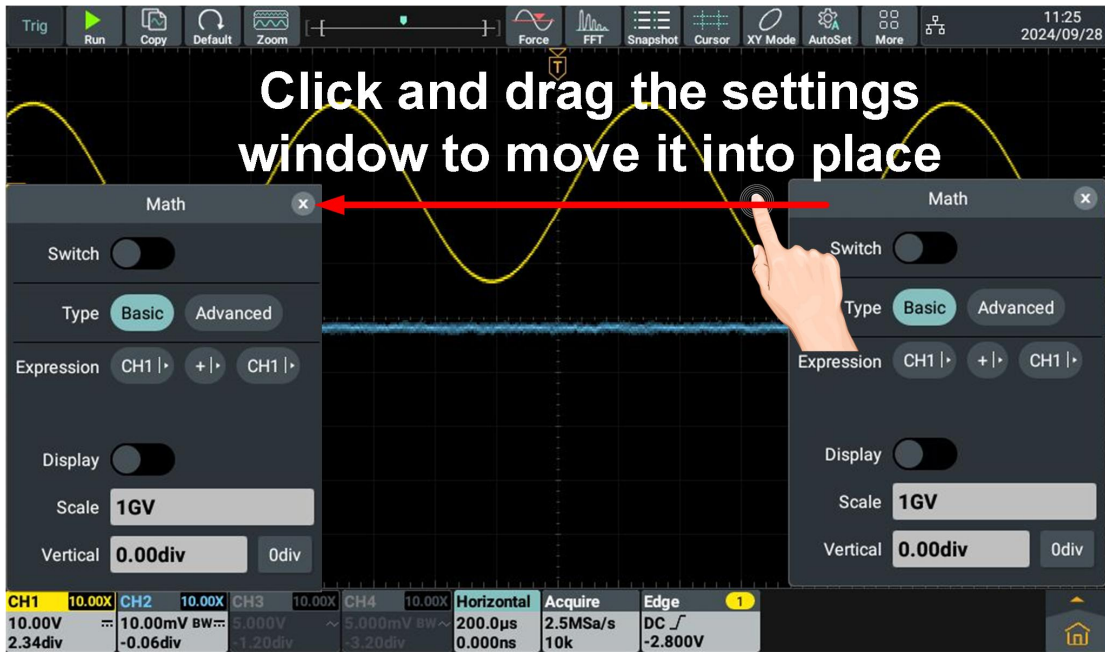 Trig Run Copy Default Zoom Force FFT Snapshot Cursor XY Mode AutoSet More 11:25
2024/09/28
T
Click and drag the settings
window to move it into place
Math x
Switch
Type Basic Advanced
Expression CH1 + CH1
Display
Scale 1GV
Vertical 0.00div 0div
Math x
Switch
Type Basic Advanced
Expression CH1 + CH1
Display
Scale 1GV
Vertical 0.00div 0div
CH1 10.00X CH2 10.00X CH3 10.00X CH4 10.00X Horizontal Acquire Edge 1
10.00V 10.00mV BW 5.000V 5.000mV BW 200.0μs 2.5MSa/s DC
2.34div -0.06div -1.20div -3.20div 0.000ns 10k -2.800V